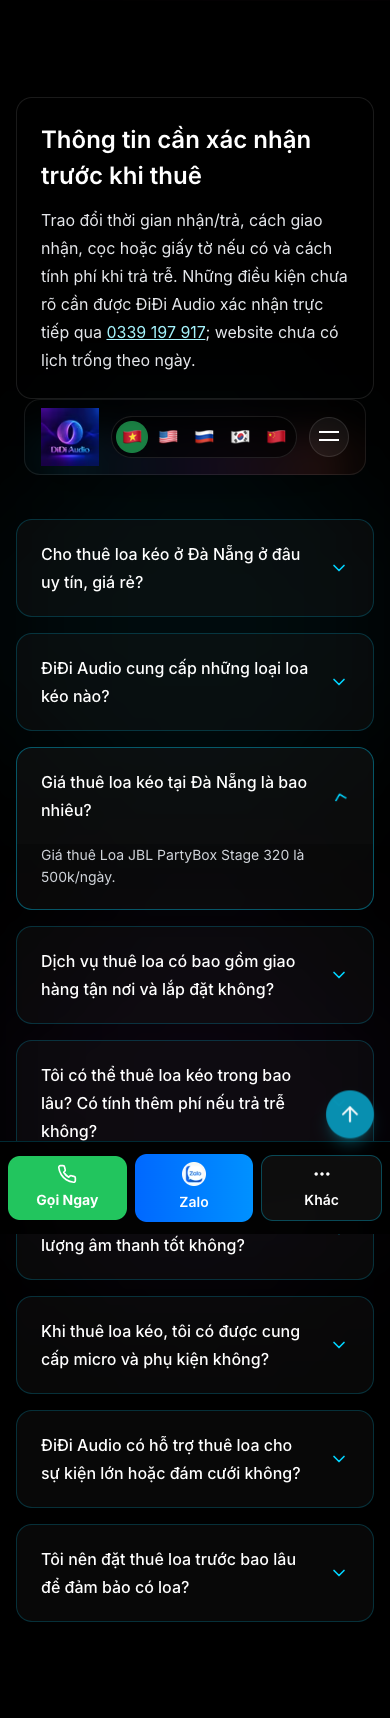 Thông tin cần xác nhận
trước khi thuê
Trao đổi thời gian nhận/trả, cách giao
nhận, cọc hoặc giấy tờ nếu có và cách
tính phí khi trả trễ. Những điều kiện chưa
rõ cần được ĐiĐi Audio xác nhận trực
tiếp qua 0339 197 917; website chưa có
lịch trống theo ngày.
DiDi Audio
Cho thuê loa kéo ở Đà Nẵng ở đâu
uy tín, giá rẻ?
ĐiĐi Audio cung cấp những loại loa
kéo nào?
Giá thuê loa kéo tại Đà Nẵng là bao
nhiêu?
Giá thuê Loa JBL PartyBox Stage 320 là
500k/ngày.
Dịch vụ thuê loa có bao gồm giao
hàng tận nơi và lắp đặt không?
Tôi có thể thuê loa kéo trong bao
lâu? Có tính thêm phí nếu trả trễ
không?
Gọi Ngay
Zalo
Zalo
Khác
lượng âm thanh tốt không?
Khi thuê loa kéo, tôi có được cung
cấp micro và phụ kiện không?
ĐiĐi Audio có hỗ trợ thuê loa cho
sự kiện lớn hoặc đám cưới không?
Tôi nên đặt thuê loa trước bao lâu
để đảm bảo có loa?